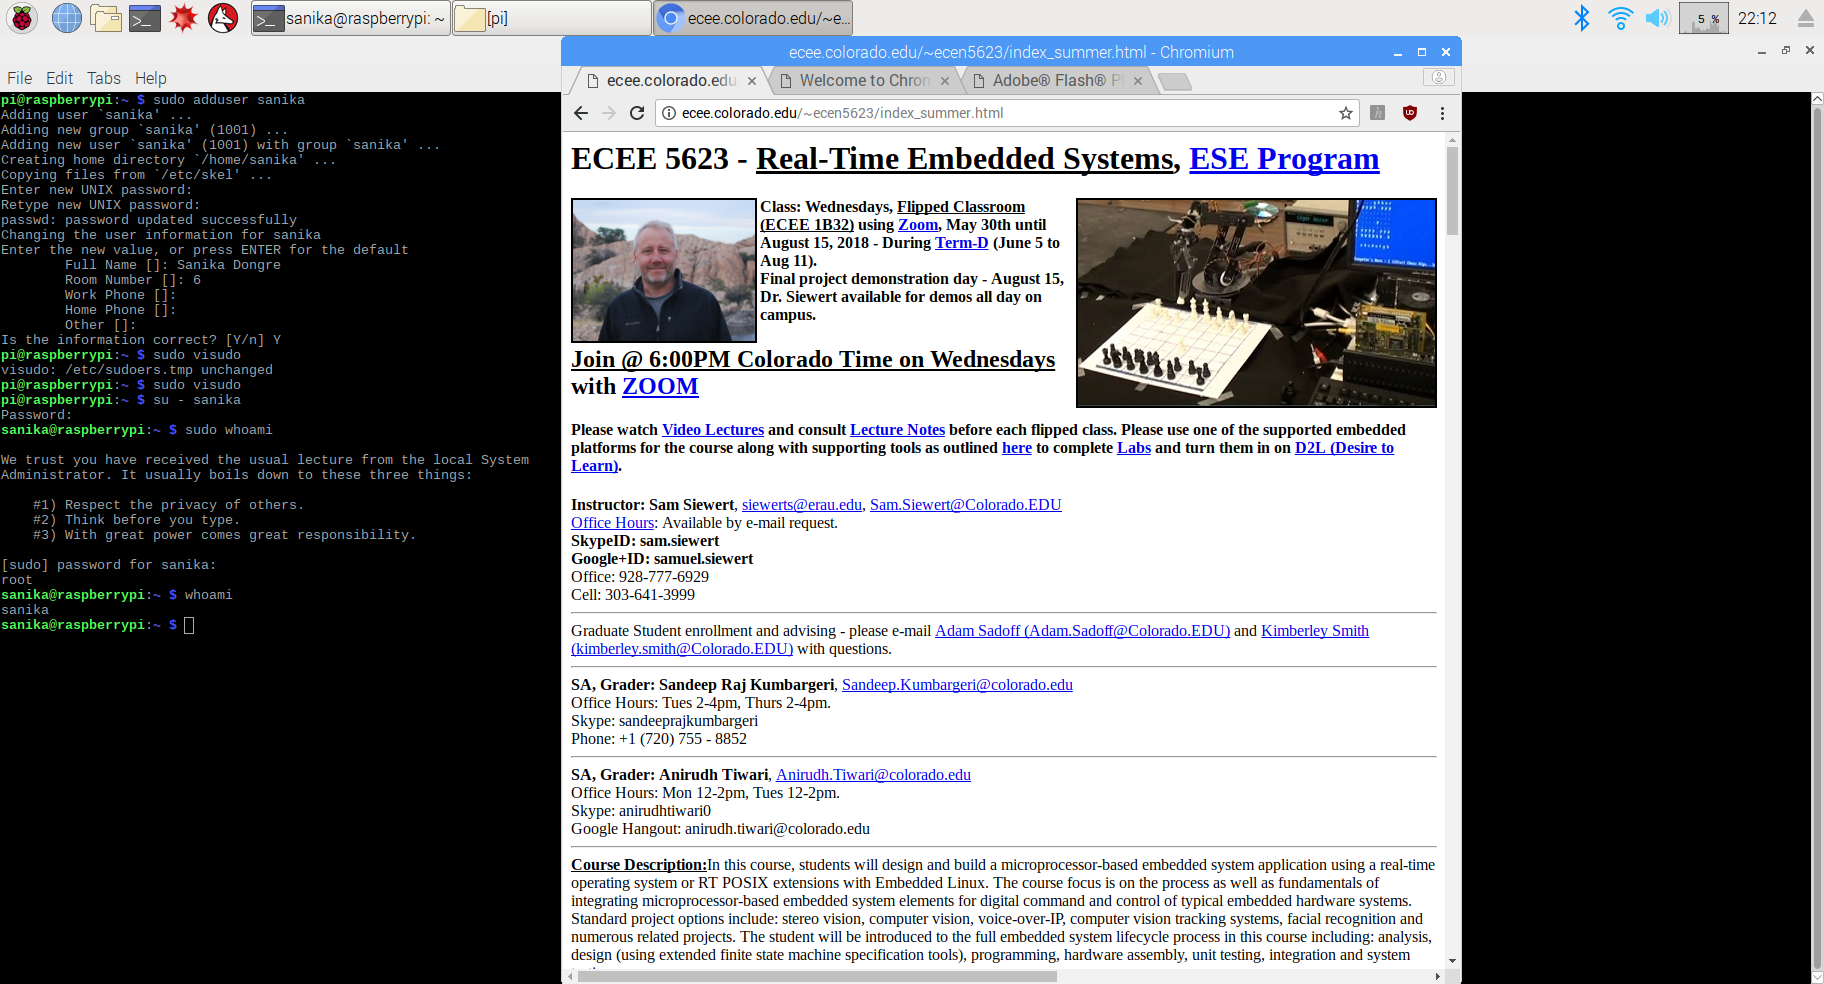 sanika@raspberrypi: ~
[pi]
ecee.colorado.edu/~e...
5 %
22:12
File Edit Tabs Help
pi@raspberrypi:~ $ sudo adduser sanika
Adding user `sanika' ...
Adding new group `sanika' (1001) ...
Adding new user `sanika' (1001) with group `sanika' ...
Creating home directory `/home/sanika' ...
Copying files from `/etc/skel' ...
Enter new UNIX password:
Retype new UNIX password:
passwd: password updated successfully
Changing the user information for sanika
Enter the new value, or press ENTER for the default
Full Name []: Sanika Dongre
Room Number []: 6
Work Phone []:
Home Phone []:
Other []:
Is the information correct? [Y/n] Y
pi@raspberrypi:~ $ sudo visudo
visudo: /etc/sudoers.tmp unchanged
pi@raspberrypi:~ $ sudo visudo
pi@raspberrypi:~ $ su - sanika
Password:
sanika@raspberrypi:~ $ sudo whoami
We trust you have received the usual lecture from the local System
Administrator. It usually boils down to these three things:
#1) Respect the privacy of others.
#2) Think before you type.
#3) With great power comes great responsibility.
[sudo] password for sanika:
root
sanika@raspberrypi:~ $ whoami
sanika
sanika@raspberrypi:~ $
ecee.colorado.edu/~ecen5623/index_summer.html - Chromium
ecee.colorado.edu
Welcome to Chrom
Adobe® Flash® Pl
ecee.colorado.edu/~ecen5623/index_summer.html
ECEE 5623 - Real-Time Embedded Systems, ESE Program
Class: Wednesdays, Flipped Classroom
(ECEE 1B32) using Zoom, May 30th until
August 15, 2018 - During Term-D (June 5 to
Aug 11).
Final project demonstration day - August 15,
Dr. Siewert available for demos all day on
campus.
Join @ 6:00PM Colorado Time on Wednesdays
with ZOOM
Please watch Video Lectures and consult Lecture Notes before each flipped class. Please use one of the supported embedded
platforms for the course along with supporting tools as outlined here to complete Labs and turn them in on D2L (Desire to
Learn).
Instructor: Sam Siewert, siewerts@erau.edu, Sam.Siewert@Colorado.EDU
Office Hours: Available by e-mail request.
SkypeID: sam.siewert
Google+ID: samuel.siewert
Office: 928-777-6929
Cell: 303-641-3999
Graduate Student enrollment and advising - please e-mail Adam Sadoff (Adam.Sadoff@Colorado.EDU) and Kimberley Smith
(kimberley.smith@Colorado.EDU) with questions.
SA, Grader: Sandeep Raj Kumbargeri, Sandeep.Kumbargeri@colorado.edu
Office Hours: Tues 2-4pm, Thurs 2-4pm.
Skype: sandeeprajkumbargeri
Phone: +1 (720) 755 - 8852
SA, Grader: Anirudh Tiwari, Anirudh.Tiwari@colorado.edu
Office Hours: Mon 12-2pm, Tues 12-2pm.
Skype: anirudhtiwari0
Google Hangout: anirudh.tiwari@colorado.edu
Course Description:In this course, students will design and build a microprocessor-based embedded system application using a real-time
operating system or RT POSIX extensions with Embedded Linux. The course focus is on the process as well as fundamentals of
integrating microprocessor-based embedded system elements for digital command and control of typical embedded hardware systems.
Standard project options include: stereo vision, computer vision, voice-over-IP, computer vision tracking systems, facial recognition and
numerous related projects. The student will be introduced to the full embedded system lifecycle process in this course including: analysis,
design (using extended finite state machine specification tools), programming, hardware assembly, unit testing, integration and system